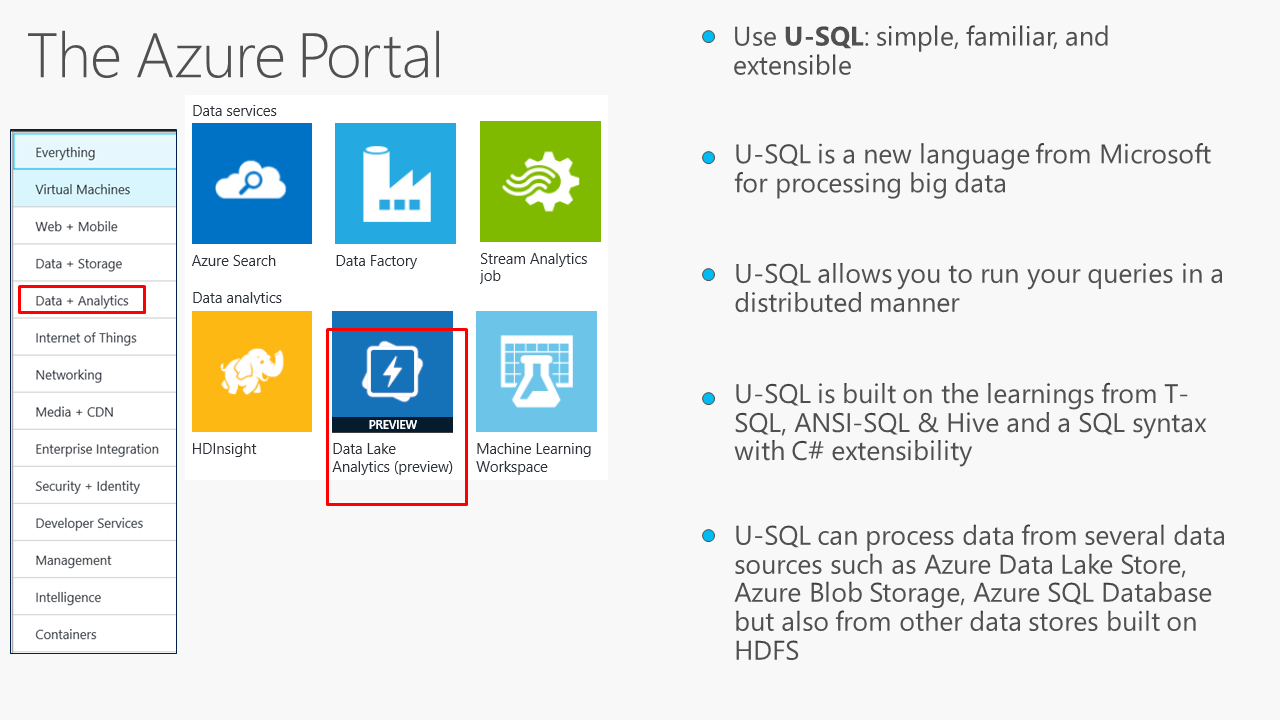 The Azure Portal
Everything
Virtual Machines
Web + Mobile
Data + Storage
Data + Analytics
Internet of Things
Networking
Media + CDN
Enterprise Integration
Security + Identity
Developer Services
Management
Intelligence
Containers
Data services
Azure Search
Data Factory
Stream Analytics
job
Data analytics
HDInsight
PREVIEW
Data Lake
Analytics (preview)
Machine Learning
Workspace
Use U-SQL: simple, familiar, and
extensible
U-SQL is a new language from Microsoft
for processing big data
U-SQL allows you to run your queries in a
distributed manner
U-SQL is built on the learnings from T-
SQL, ANSI-SQL & Hive and a SQL syntax
with C# extensibility
U-SQL can process data from several data
sources such as Azure Data Lake Store,
Azure Blob Storage, Azure SQL Database
but also from other data stores built on
HDFS